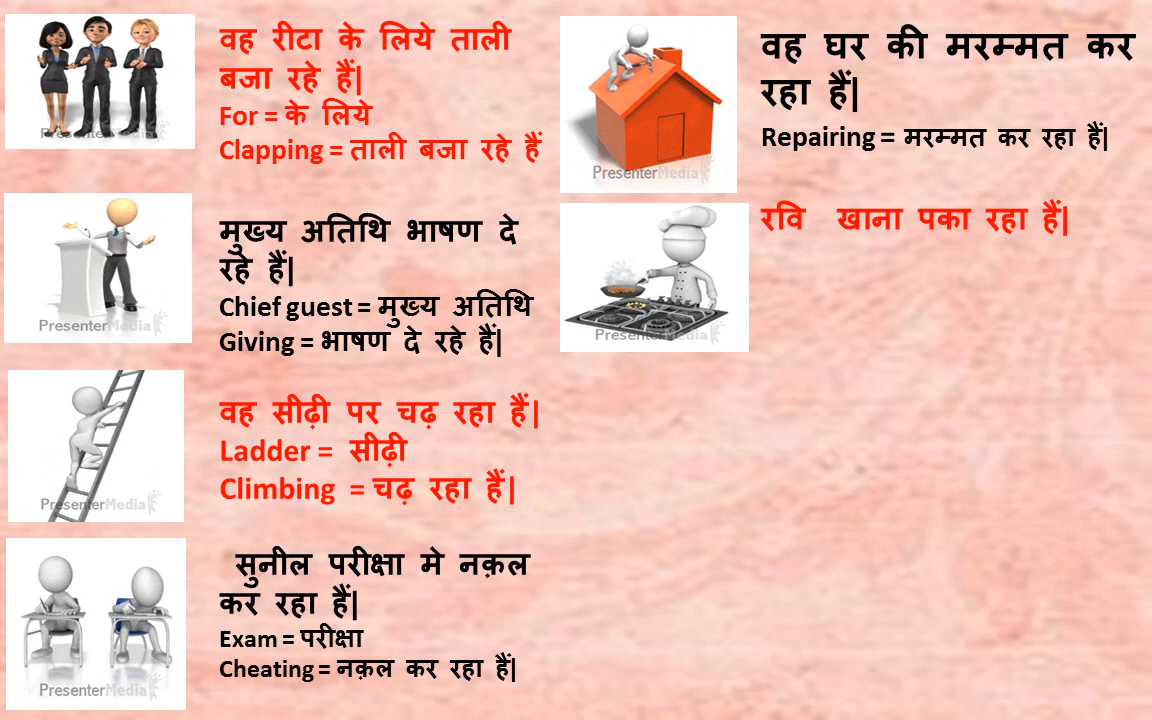 वह रीटा के लिये ताली
बजा रहे हैं|
For = के लिये
Clapping = ताली बजा रहे हैं
मुख्य अतिथि भाषण दे
रहे हैं|
Chief guest = मुख्य अतिथि
Giving = भाषण दे रहे हैं|
वह सीढ़ी पर चढ़ रहा हैं|
Ladder = सीढ़ी
Climbing = चढ़ रहा हैं|
सुनील परीक्षा मे नक़ल
कर रहा हैं|
Exam = परीक्षा
Cheating = नक़ल कर रहा हैं|
वह घर की मरम्मत कर
रहा हैं|
Repairing = मरम्मत कर रहा हैं|
रवि खाना पका रहा हैं|
PresenterMedia
PresenterMedia
PresenterMedia
PresenterMedia
PresenterMedia
PresenterMedia